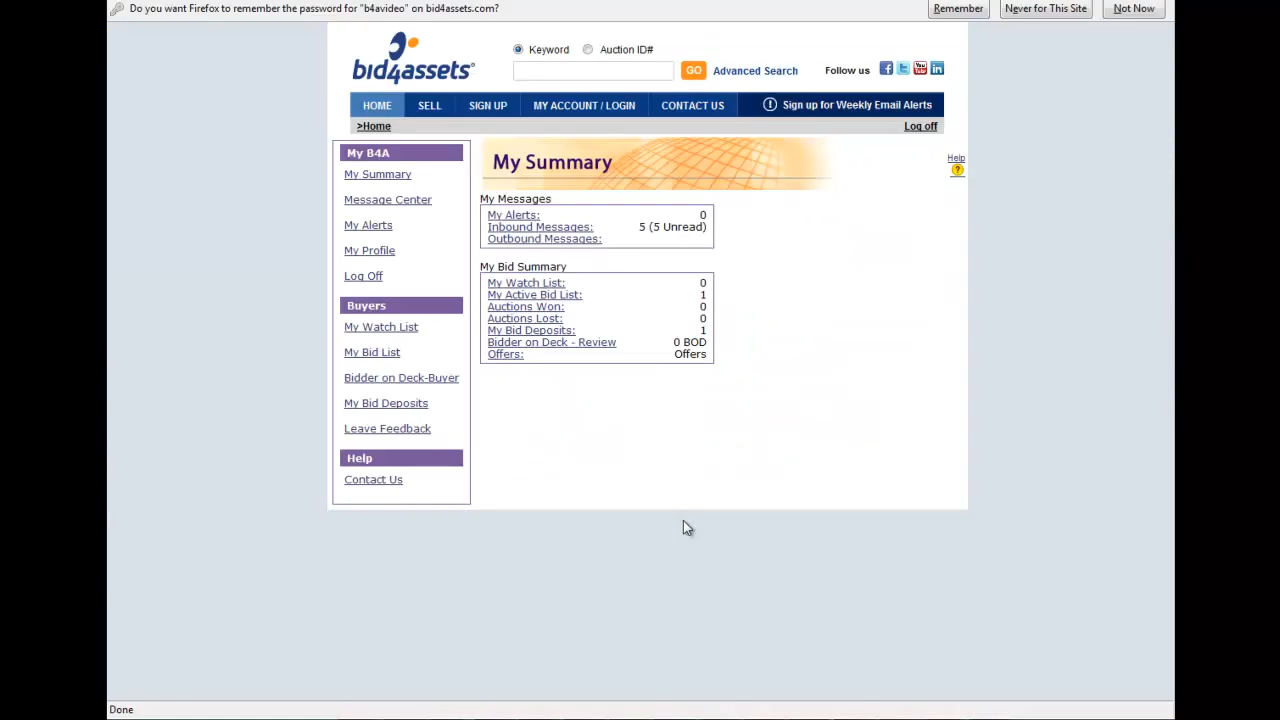 Do you want Firefox to remember the password for "b4avideo" on bid4assets.com?
Remember
Never for This Site
Not Now
bid4assets
Keyword
Auction ID#
GO
Advanced Search
Follow us
You Tube
HOME
SELL
SIGN UP
MY ACCOUNT / LOGIN
CONTACT US
Sign up for Weekly Email Alerts
>Home
Log off
My B4A
My Summary
Message Center
My Alerts
My Profile
Log Off
Buyers
My Watch List
My Bid List
Bidder on Deck-Buyer
My Bid Deposits
Leave Feedback
Help
Contact Us
My Summary
Help
?
My Messages
My Alerts: 0
Inbound Messages: 5 (5 Unread)
Outbound Messages:
My Bid Summary
My Watch List: 0
My Active Bid List: 1
Auctions Won: 0
Auctions Lost: 0
My Bid Deposits: 1
Bidder on Deck - Review 0 BOD
Offers: Offers
Done